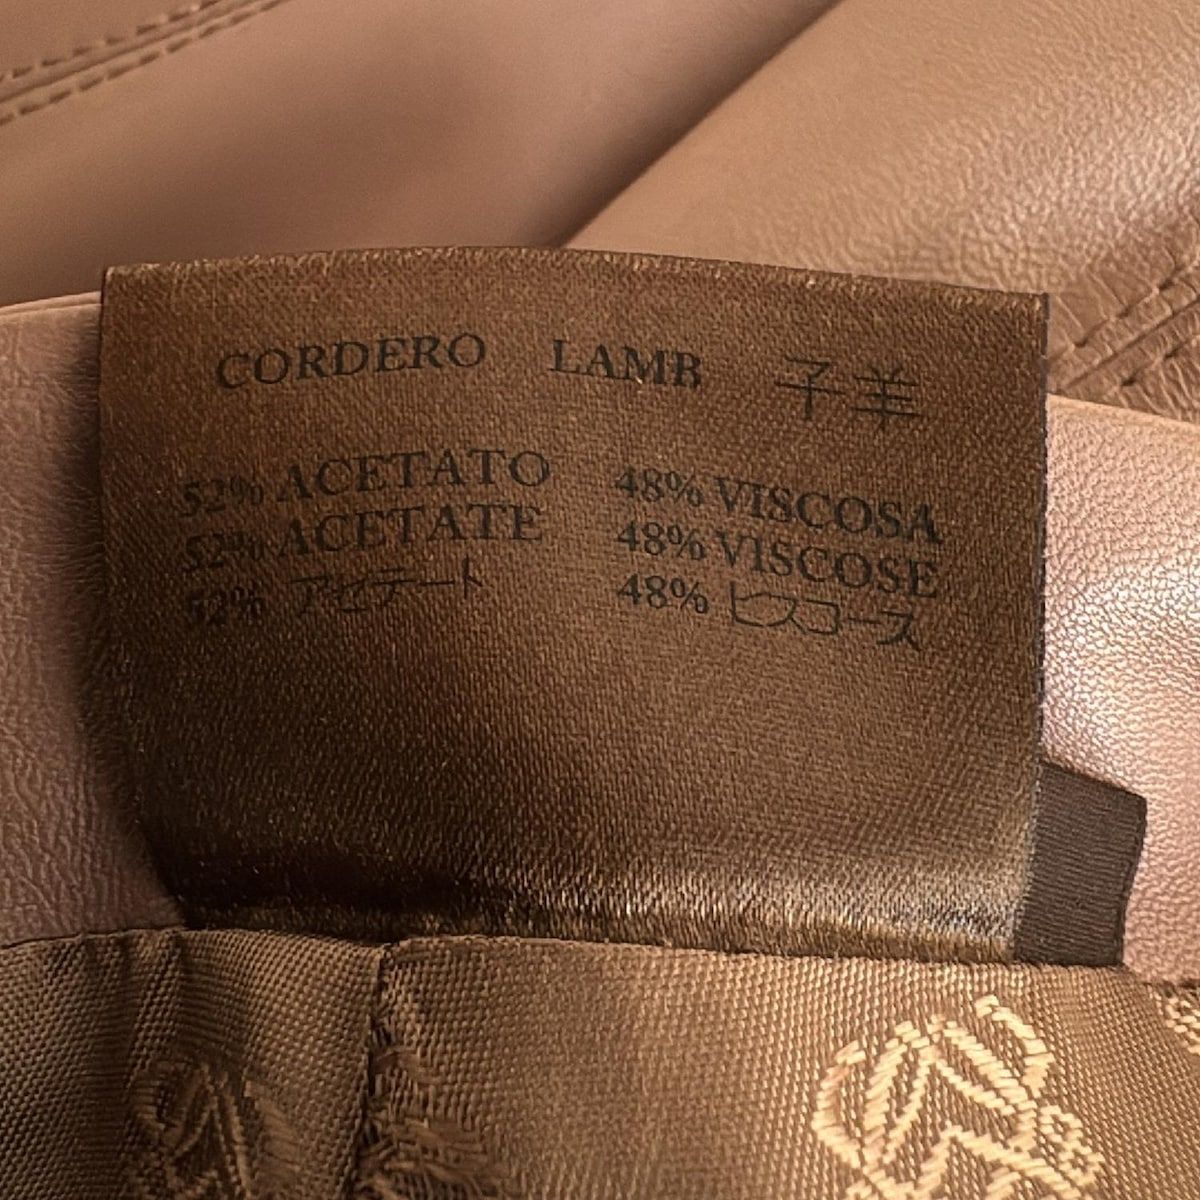 CORDERO LAMB 子羊
52% ACETATO 48% VISCOSA
52% ACETATE 48% VISCOSE
52% アセテート 48% ビスコース